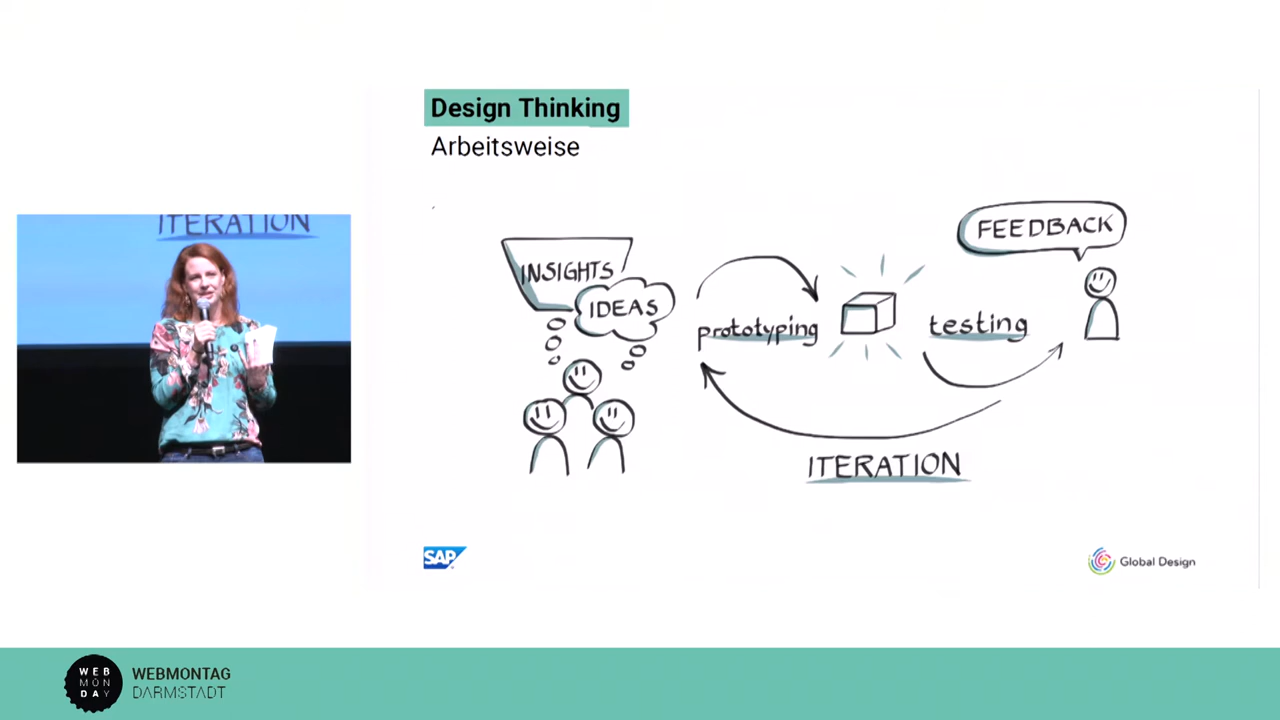 Design Thinking
Arbeitsweise
ITERATION
FEEDBACK
INSIGHTS
IDEAS
prototyping
testing
ITERATION
SAP
Global Design
WEB
MON
DAY
WEBMONTAG
DARMSTADT